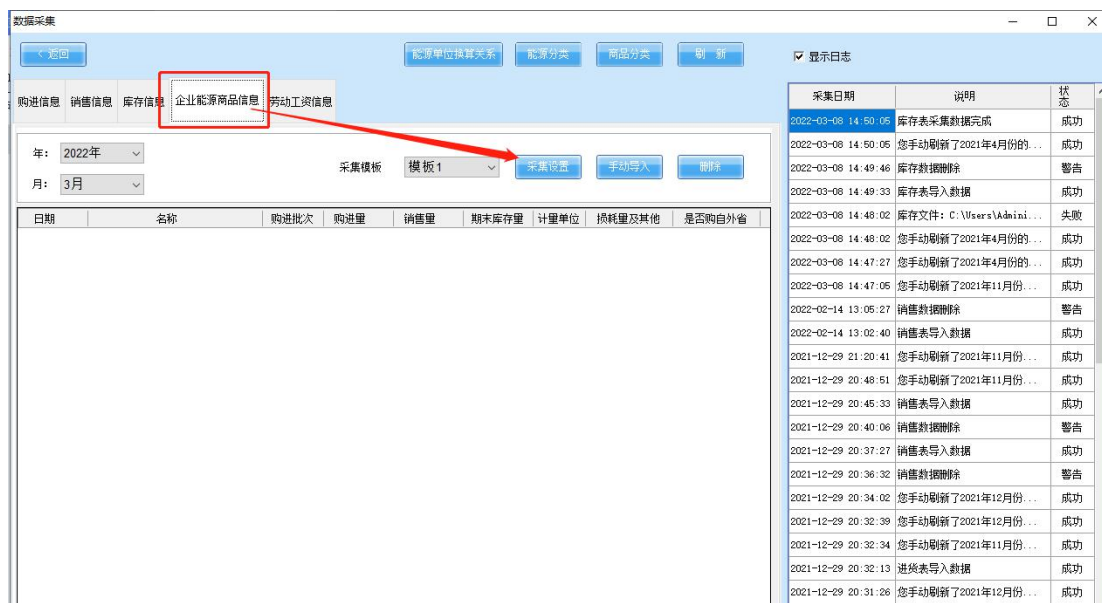 数据采集
< 返回 能源单位换算关系 能源分类 商品分类 刷 新 显示日志
购进信息 销售信息 库存信息 企业能源商品信息 劳动工资信息
年: 2022年
月: 3月
采集模板 模板1 采集设置 手动导入 删除
日期 名称 购进批次 购进量 销售量 期末库存量 计量单位 损耗量及其他 是否购自外省
采集日期 说明 状态
2022-03-08 14:50:05 库存表采集数据完成 成功
2022-03-08 14:50:05 您手动刷新了2021年4月份的... 成功
2022-03-08 14:49:46 库存数据删除 警告
2022-03-08 14:49:33 库存表导入数据 成功
2022-03-08 14:48:02 库存文件: C:\Users\Admini... 失败
2022-03-08 14:48:02 您手动刷新了2021年4月份的... 成功
2022-03-08 14:47:27 您手动刷新了2021年4月份的... 成功
2022-03-08 14:47:05 您手动刷新了2021年11月份... 成功
2022-02-14 13:05:27 销售数据删除 警告
2022-02-14 13:02:40 销售表导入数据 成功
2021-12-29 21:20:41 您手动刷新了2021年11月份... 成功
2021-12-29 20:48:51 您手动刷新了2021年11月份... 成功
2021-12-29 20:45:33 销售表导入数据 成功
2021-12-29 20:40:06 销售数据删除 警告
2021-12-29 20:37:27 销售表导入数据 成功
2021-12-29 20:36:32 销售数据删除 警告
2021-12-29 20:34:02 您手动刷新了2021年12月份... 成功
2021-12-29 20:32:39 您手动刷新了2021年12月份... 成功
2021-12-29 20:32:34 您手动刷新了2021年11月份... 成功
2021-12-29 20:32:13 进货表导入数据 成功
2021-12-29 20:31:26 您手动刷新了2021年12月份... 成功